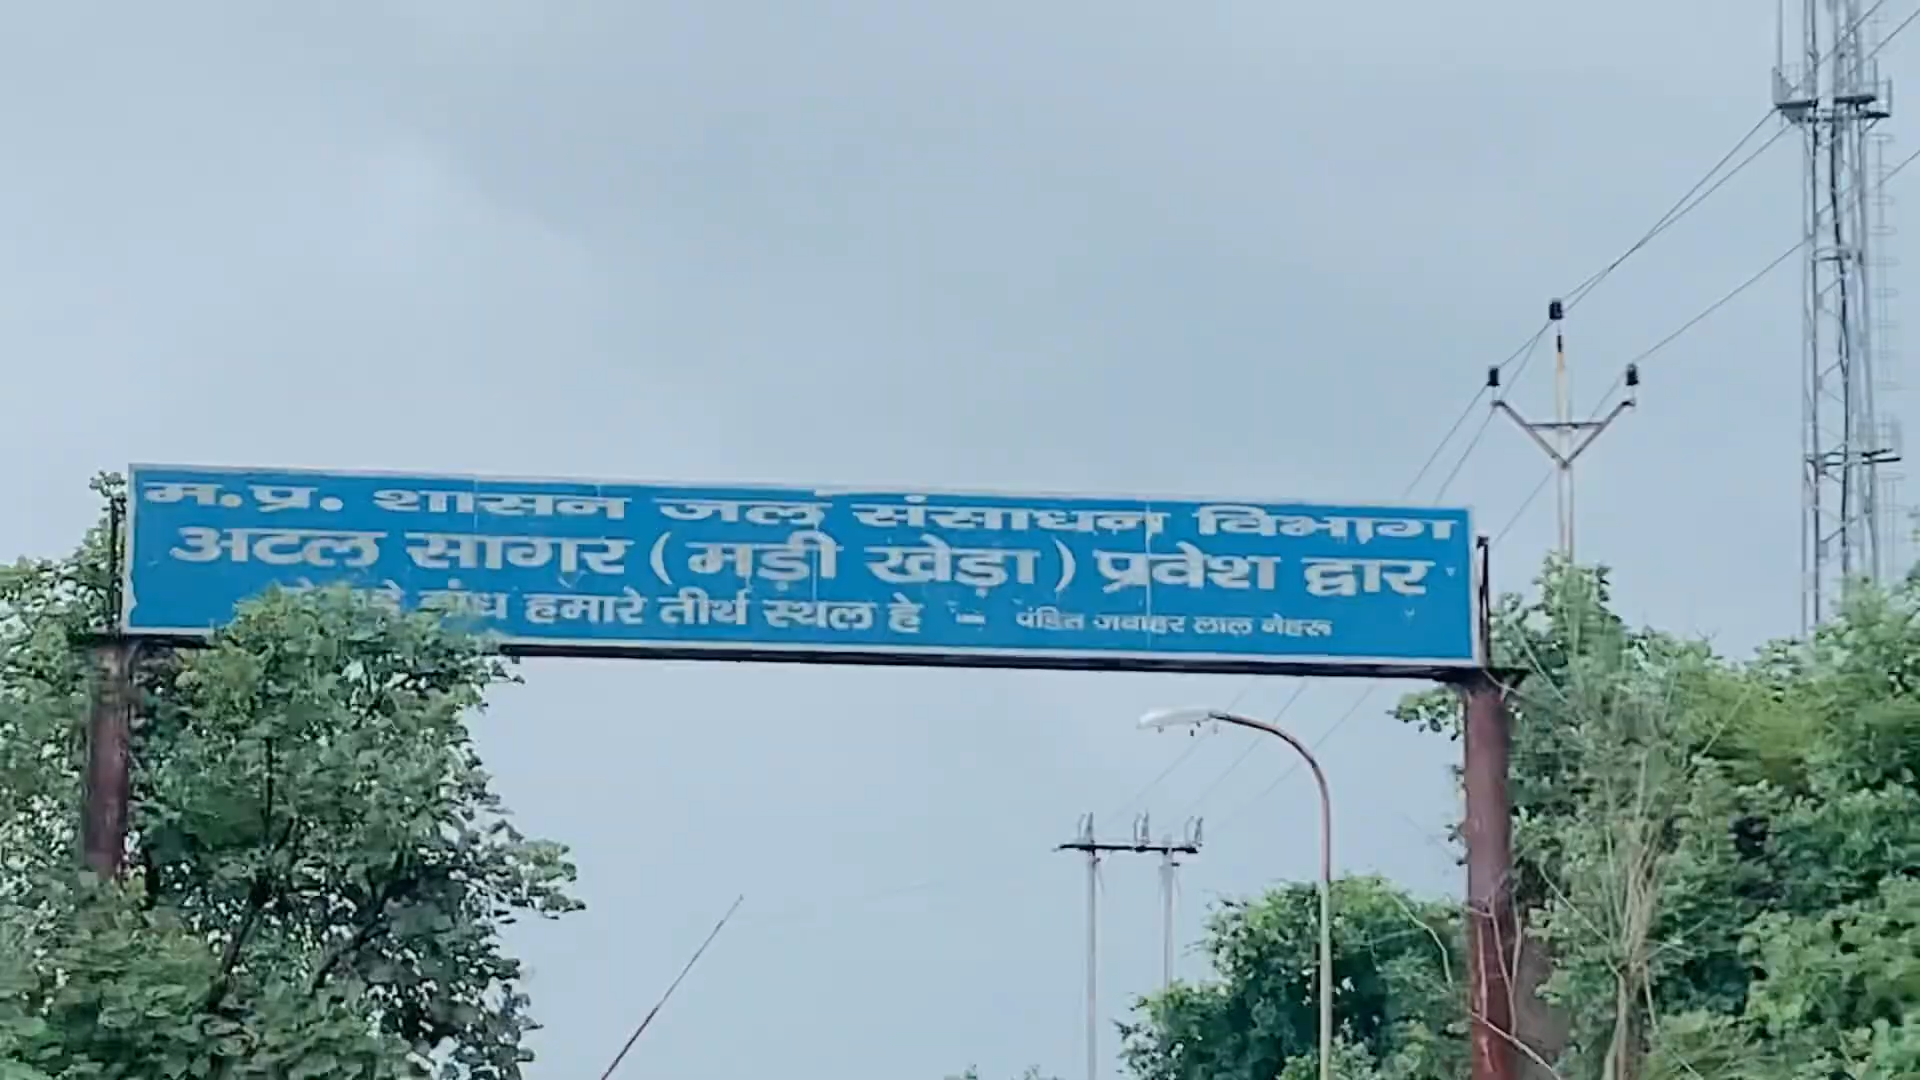 म.प्र. शासन जल संसाधन विभाग
अटल सागर (मड़ी खेड़ा) प्रवेश द्वार
बांध हमारे तीर्थ स्थल हे - पंडित जवाहर लाल नेहरू